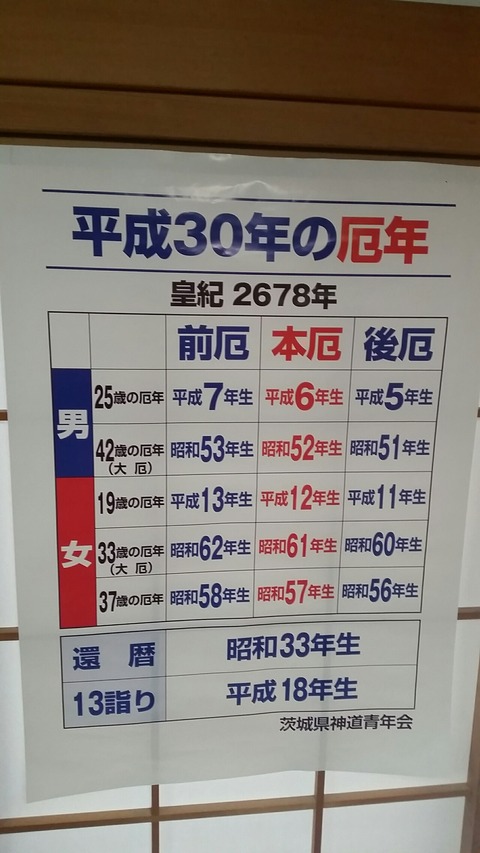 平成30年の厄年
皇紀 2678年
前厄 本厄 後厄
男
25歳の厄年 平成7年生 平成6年生 平成5年生
42歳の厄年 昭和53年生 昭和52年生 昭和51年生
(大厄)
女
19歳の厄年 平成13年生 平成12年生 平成11年生
33歳の厄年 昭和62年生 昭和61年生 昭和60年生
(大厄)
37歳の厄年 昭和58年生 昭和57年生 昭和56年生
還暦 昭和33年生
13詣り 平成18年生
茨城県神道青年会